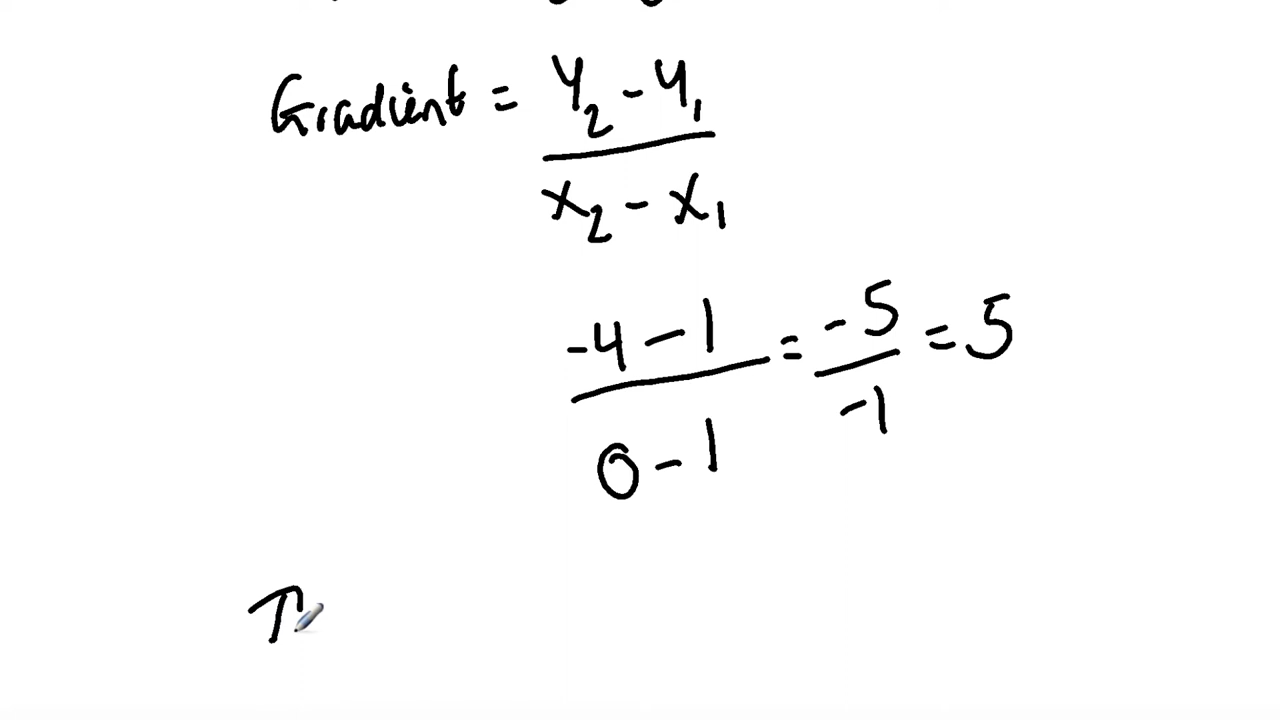 Gradient = Y2 - Y1
X2 - X1
-4 - 1 = -5 = 5
0 - 1 -1